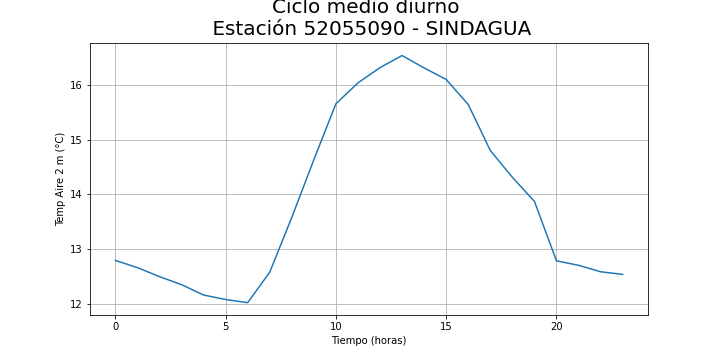 Ciclo medio diurno
Estación 52055090 - SINDAGUA
16
15
14
13
12
Temp Aire 2 m (°C)
0 5 10 15 20
Tiempo (horas)